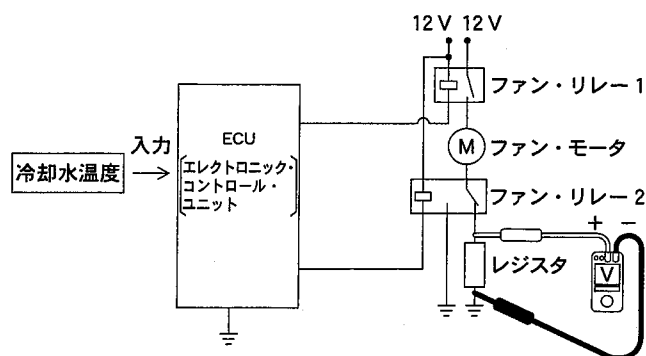 12V 12V
ファン・リレー1
ECU
エレクトロニック・
コントロール・
ユニット
入力
冷却水温度
M
ファン・モータ
ファン・リレー2
+ −
レジスタ
V